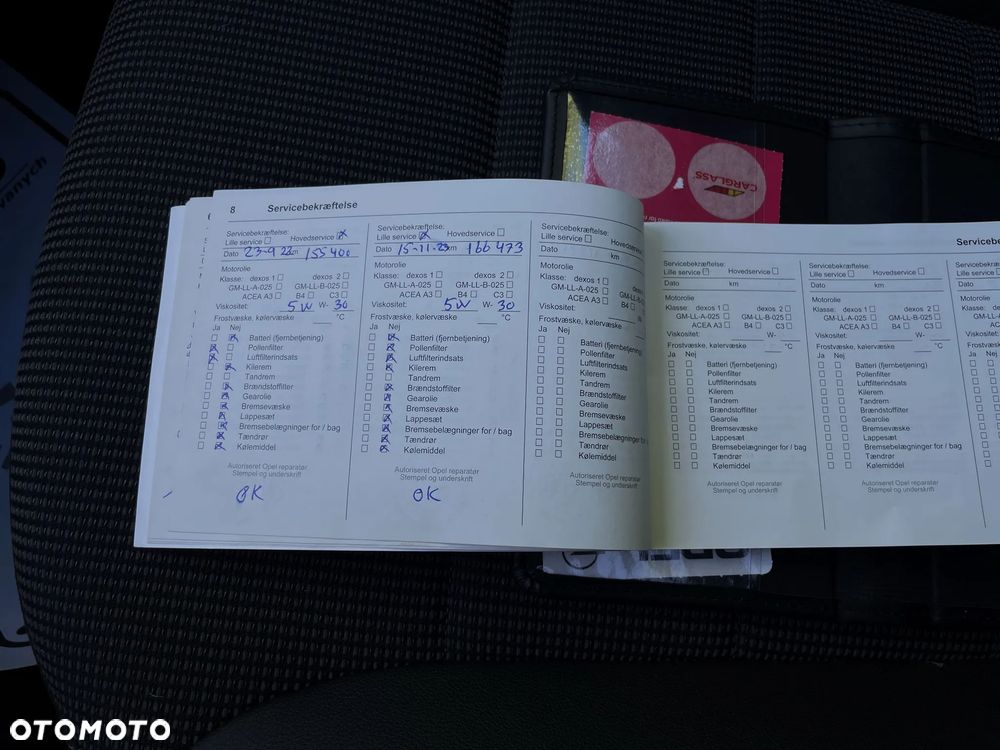 vanych
CARGLASS
8 Servicebekræftelse
Servicebekræftelse:
Lille service Hovedservice
Dato 23-9 22 km 155400
Motorolie
Klasse: dexos 1 dexos 2
GM-LL-A-025 GM-LL-B-025
ACEA A3 B4 C3
Viskositet: 5W W- 30
Frostvæske, kølervæske °C
Ja Nej
Batteri (fjernbetjening)
Pollenfilter
Luftfilterindsats
Kilerem
Tandrem
Brændstoffilter
Gearolie
Bremsevæske
Lappesæt
Bremsebelægninger for / bag
Tændrør
Kølemiddel
Autoriseret Opel reparatør
Stempel og underskrift
OK
Servicebekræftelse:
Lille service Hovedservice
Dato 15-11-23 km 166 473
Motorolie
Klasse: dexos 1 dexos 2
GM-LL-A-025 GM-LL-B-025
ACEA A3 B4 C3
Viskositet: 5W W- 30
Frostvæske, kølervæske °C
Ja Nej
Batteri (fjernbetjening)
Pollenfilter
Luftfilterindsats
Kilerem
Tandrem
Brændstoffilter
Gearolie
Bremsevæske
Lappesæt
Bremsebelægninger for / bag
Tændrør
Kølemiddel
Autoriseret Opel reparatør
Stempel og underskrift
OK
Servicebekræftelse:
Lille service Hovedservice
Dato km
Motorolie
Klasse: dexos 1
GM-LL-A-025 GM-LL-B-
ACEA A3 B4
Viskositet:
Frostvæske, kølervæske
Ja Nej
Batteri (fjernbetjening)
Pollenfilter
Luftfilterindsats
Kilerem
Tandrem
Brændstoffilter
Gearolie
Bremsevæske
Lappesæt
Bremsebelægninger for /
Tændrør
Kølemiddel
Autoriseret Opel reparatør
Stempel og underskrift
Servicebe
Servicebekræftelse:
Lille service Hovedservice
Dato km
Motorolie
Klasse: dexos 1 dexos 2
GM-LL-A-025 GM-LL-B-025
ACEA A3 B4 C3
Viskositet: W-
Frostvæske, kølervæske °C
Ja Nej
Batteri (fjernbetjening)
Pollenfilter
Luftfilterindsats
Kilerem
Tandrem
Brændstoffilter
Gearolie
Bremsevæske
Lappesæt
Bremsebelægninger for / bag
Tændrør
Kølemiddel
Autoriseret Opel reparatør
Stempel og underskrift
Servicebekræftelse:
Lille service Hovedservice
Dato km
Motorolie
Klasse: dexos 1 dexos 2
GM-LL-A-025 GM-LL-B-025
ACEA A3 B4 C3
Viskositet: W-
Frostvæske, kølervæske °C
Ja Nej
Batteri (fjernbetjening)
Pollenfilter
Luftfilterindsats
Kilerem
Tandrem
Brændstoffilter
Gearolie
Bremsevæske
Lappesæt
Bremsebelægninger for / bag
Tændrør
Kølemiddel
Autoriseret Opel reparatør
Stempel og underskrift
Lille service
Dato
Motorolie
Ja Nej
OTOMOTO